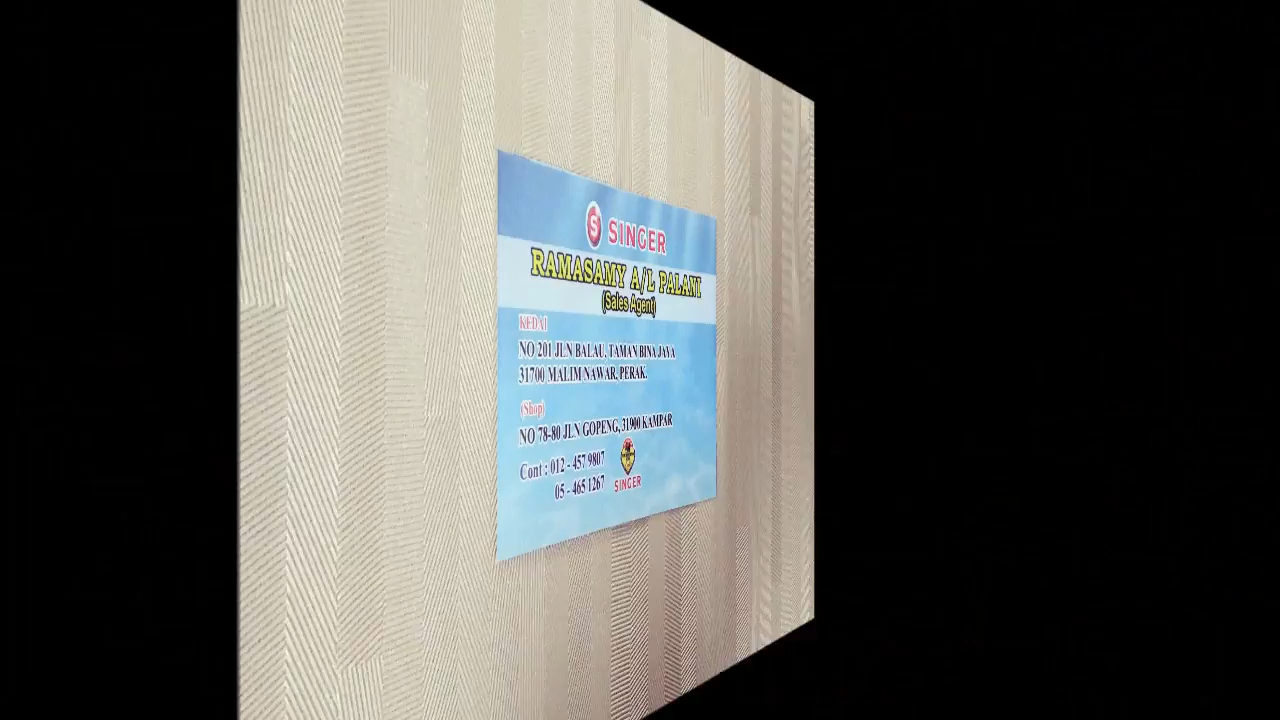 S SINGER
RAMASAMY A/L PALANI
(Sales Agent)
KEDAI
NO 201 JLN BALAU, TAMAN BINA JAYA
31700 MALIM NAWAR, PERAK.
(Shop)
NO 78-80 JLN GOPENG, 31900 KAMPAR
Cont : 012 - 457 9807
05 - 465 1267
SINGER